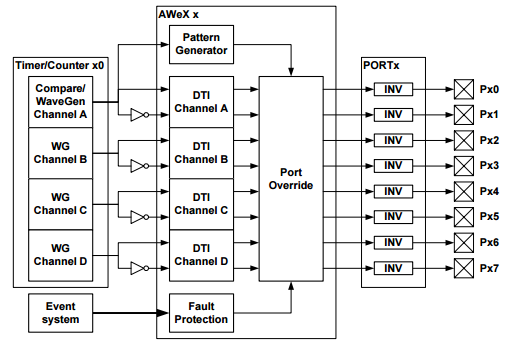 AWeX x
Pattern
Generator
Timer/Counter x0
PORTx
Compare/
WaveGen
Channel A
DTI
Channel A
INV
Px0
INV
Px1
WG
Channel B
DTI
Channel B
INV
Px2
INV
Px3
Port
Override
WG
Channel C
DTI
Channel C
INV
Px4
INV
Px5
WG
Channel D
DTI
Channel D
INV
Px6
INV
Px7
Event
system
Fault
Protection